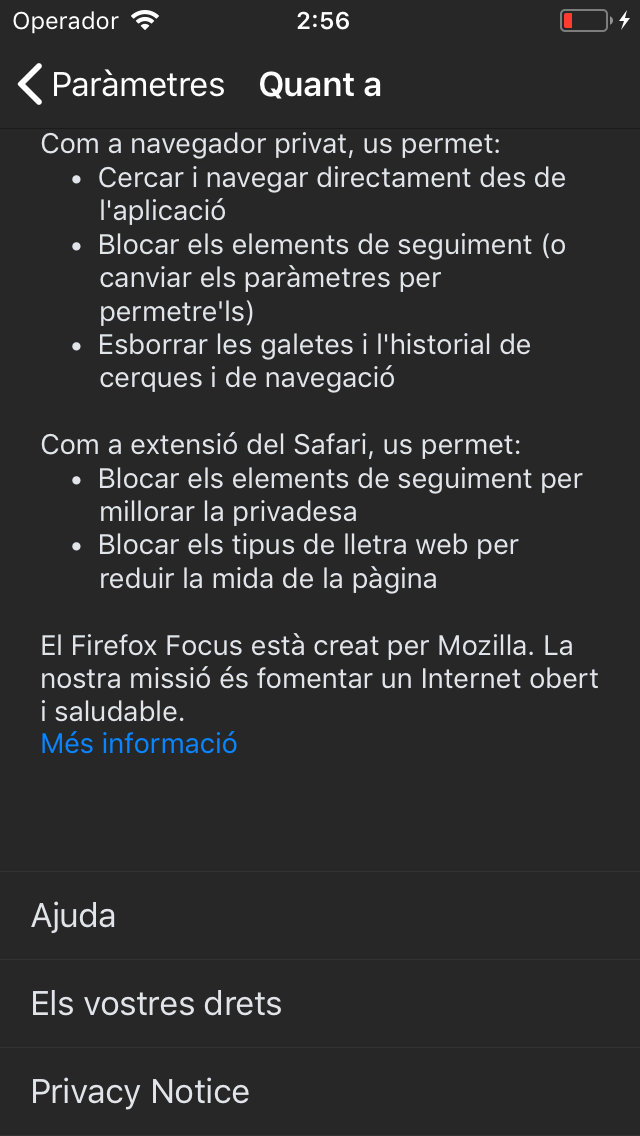 Operador 2:56
Paràmetres Quant a
Com a navegador privat, us permet:
• Cercar i navegar directament des de
l'aplicació
• Blocar els elements de seguiment (o
canviar els paràmetres per
permetre'ls)
• Esborrar les galetes i l'historial de
cerques i de navegació
Com a extensió del Safari, us permet:
• Blocar els elements de seguiment per
millorar la privadesa
• Blocar els tipus de lletra web per
reduir la mida de la pàgina
El Firefox Focus està creat per Mozilla. La
nostra missió és fomentar un Internet obert
i saludable.
Més informació
Ajuda
Els vostres drets
Privacy Notice